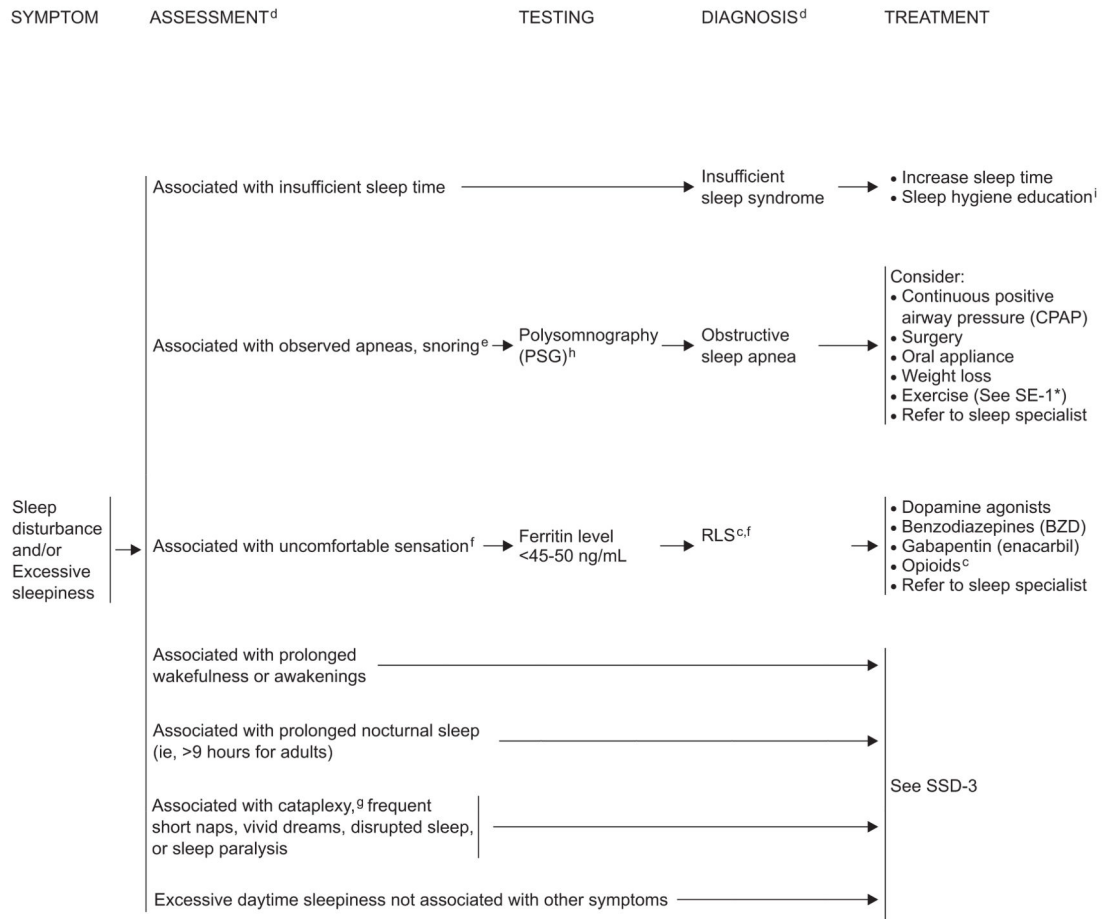 SYMPTOM ASSESSMENTᵈ TESTING DIAGNOSISᵈ TREATMENT
Associated with insufficient sleep time
Insufficient
sleep syndrome
• Increase sleep time
• Sleep hygiene educationⁱ
Associated with observed apneas, snoringᵉ
Polysomnography
(PSG)ʰ
Obstructive
sleep apnea
Consider:
• Continuous positive
airway pressure (CPAP)
• Surgery
• Oral appliance
• Weight loss
• Exercise (See SE-1*)
• Refer to sleep specialist
Sleep
disturbance
and/or
Excessive
sleepiness
Associated with uncomfortable sensationᶠ
Ferritin level
<45-50 ng/mL
RLSᶜ,ᶠ
• Dopamine agonists
• Benzodiazepines (BZD)
• Gabapentin (enacarbil)
• Opioidsᶜ
• Refer to sleep specialist
Associated with prolonged
wakefulness or awakenings
Associated with prolonged nocturnal sleep
(ie, >9 hours for adults)
Associated with cataplexy,ᵍ frequent
short naps, vivid dreams, disrupted sleep,
or sleep paralysis
Excessive daytime sleepiness not associated with other symptoms
See SSD-3